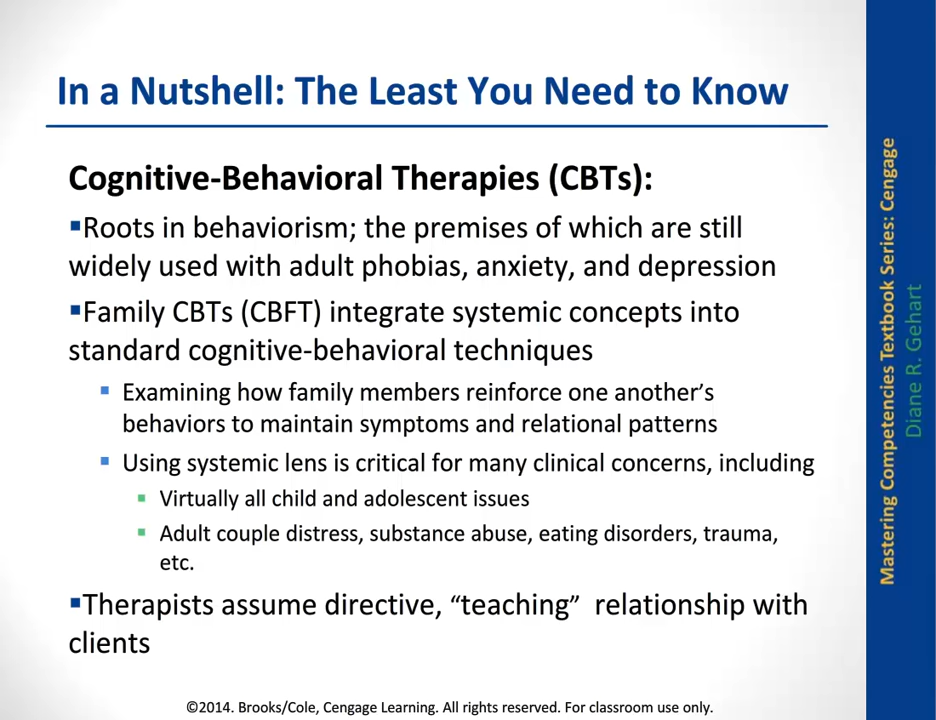 In a Nutshell: The Least You Need to Know
Cognitive-Behavioral Therapies (CBTs):
▪Roots in behaviorism; the premises of which are still
widely used with adult phobias, anxiety, and depression
▪Family CBTs (CBFT) integrate systemic concepts into
standard cognitive-behavioral techniques
▪ Examining how family members reinforce one another’s
behaviors to maintain symptoms and relational patterns
▪ Using systemic lens is critical for many clinical concerns, including
▪ Virtually all child and adolescent issues
▪ Adult couple distress, substance abuse, eating disorders, trauma,
etc.
▪Therapists assume directive, “teaching” relationship with
clients
©2014. Brooks/Cole, Cengage Learning. All rights reserved. For classroom use only.
Mastering Competencies Textbook Series: Cengage
Diane R. Gehart